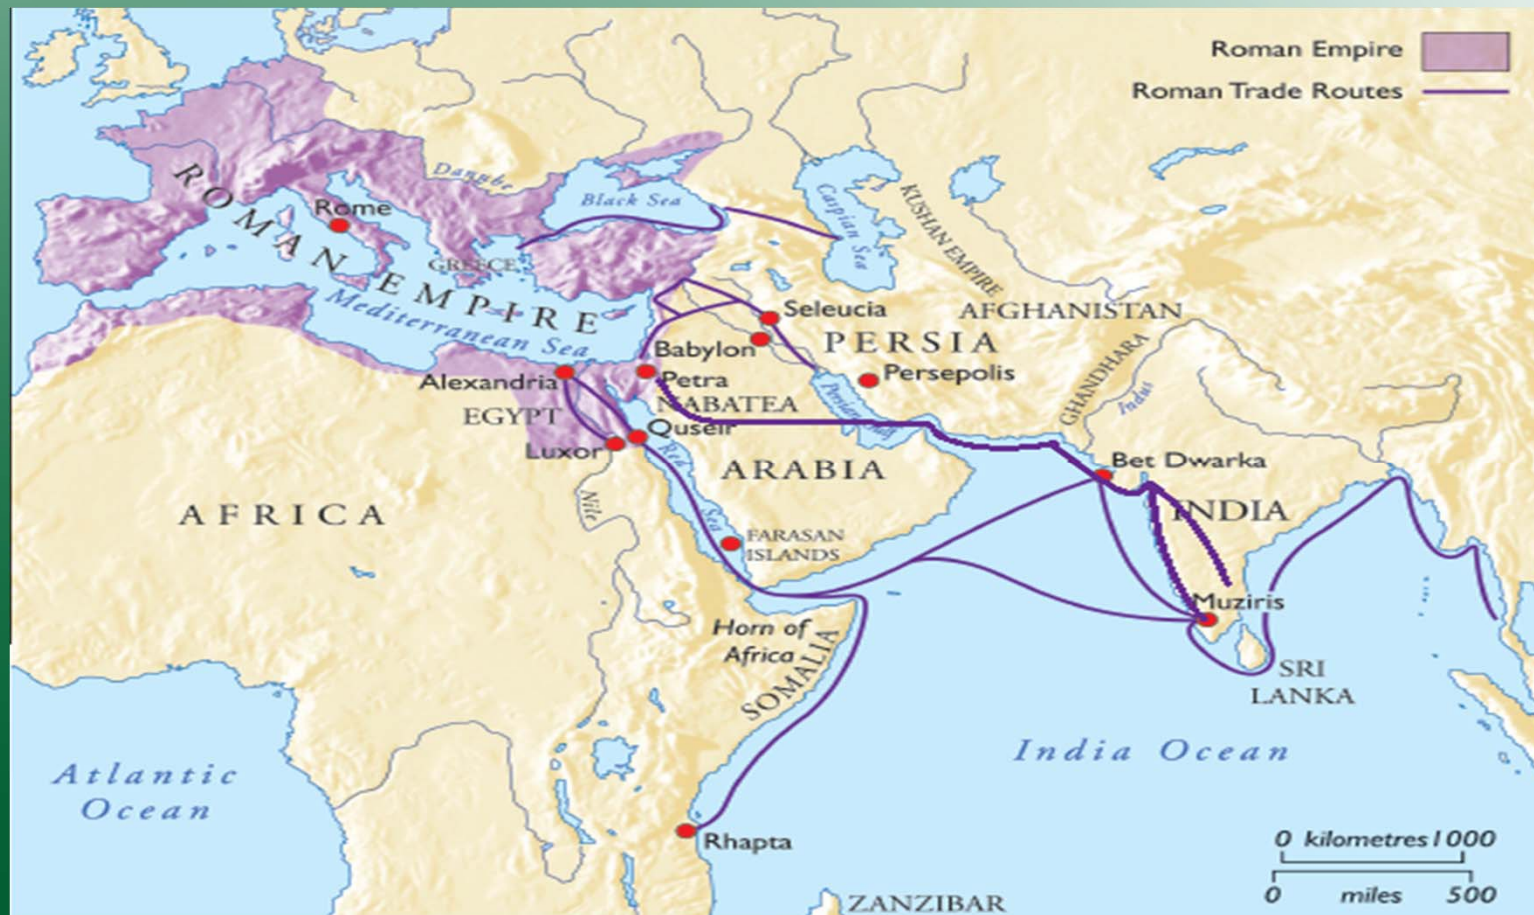 Roman Empire
Roman Trade Routes
ROMAN EMPIRE
Rome
Danube
Black Sea
Caspian Sea
KUSHAN EMPIRE
GREECE
Mediterranean Sea
Seleucia
AFGHANISTAN
PERSIA
Babylon
Persepolis
GHANDHARA
Indus
Alexandria
Petra
NABATEA
EGYPT
Persian
Quseir
Luxor
Red Sea
ARABIA
Bet Dwarka
INDIA
AFRICA
Nile
FARASAN
ISLANDS
Muziris
Horn of
Africa
SOMALIA
SRI
LANKA
India Ocean
Atlantic
Ocean
Rhapta
0 kilometres 1000
0 miles 500
ZANZIBAR